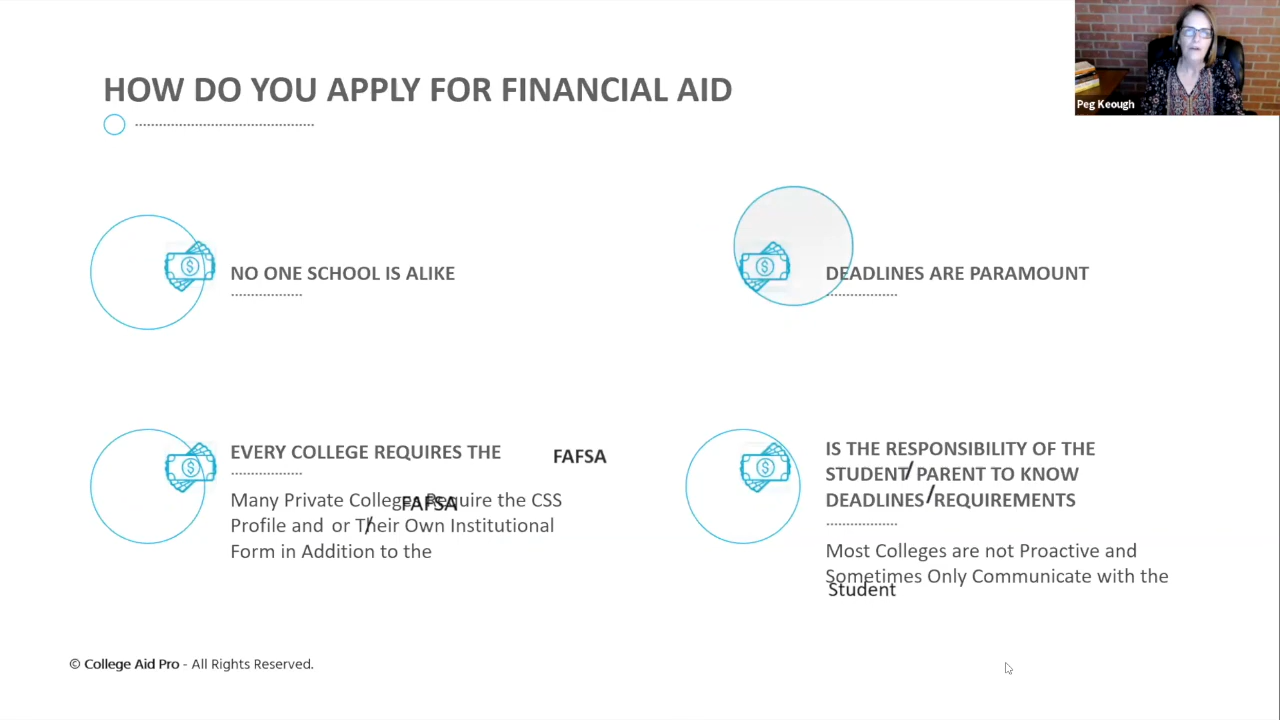 HOW DO YOU APPLY FOR FINANCIAL AID
Peg Keough
NO ONE SCHOOL IS ALIKE
DEADLINES ARE PARAMOUNT
EVERY COLLEGE REQUIRES THE FAFSA
Many Private Colleges Require the CSS
FAFSA
Profile and / or Their Own Institutional
Form in Addition to the
IS THE RESPONSIBILITY OF THE
STUDENT/ PARENT TO KNOW
DEADLINES/REQUIREMENTS
Most Colleges are not Proactive and
Sometimes Only Communicate with the
Student
© College Aid Pro - All Rights Reserved.